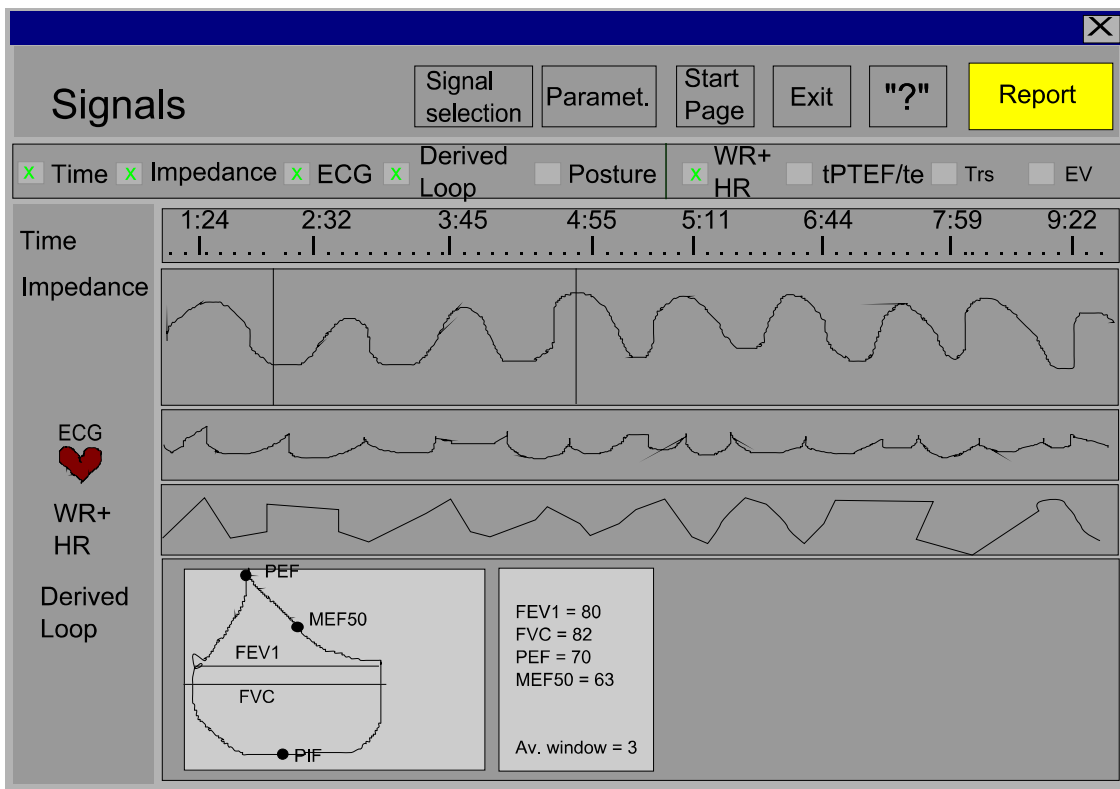 Signals
Signal
selection
Paramet.
Start
Page
Exit
"?"
Report
x Time x Impedance x ECG x Derived
Loop
Posture
x WR+
HR
tPTEF/te
Trs
EV
Time
1:24 2:32 3:45 4:55 5:11 6:44 7:59 9:22
Impedance
ECG
WR+
HR
Derived
Loop
PEF
MEF50
FEV1
FVC
PIF
FEV1 = 80
FVC = 82
PEF = 70
MEF50 = 63
Av. window = 3